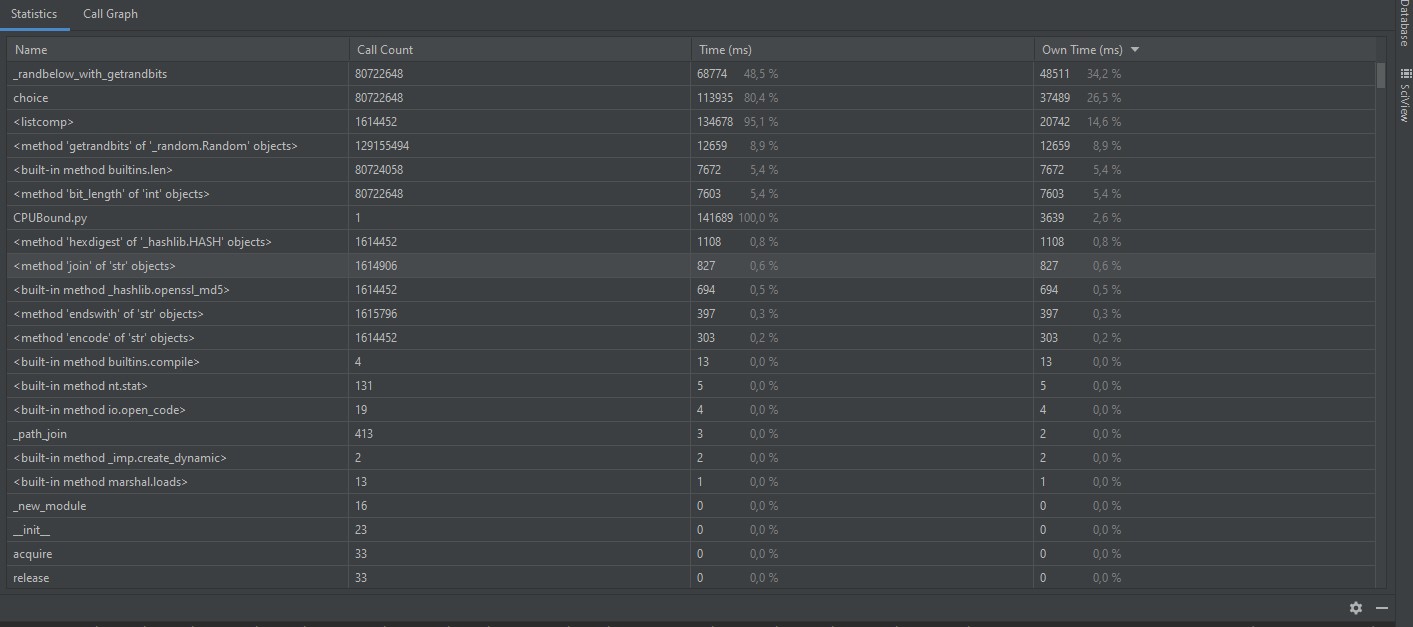 Statistics Call Graph
Name Call Count Time (ms) Own Time (ms)
_randbelow_with_getrandbits 80722648 68774 48,5 % 48511 34,2 %
choice 80722648 113935 80,4 % 37489 26,5 %
<listcomp> 1614452 134678 95,1 % 20742 14,6 %
<method 'getrandbits' of '_random.Random' objects> 129155494 12659 8,9 % 12659 8,9 %
<built-in method builtins.len> 80724058 7672 5,4 % 7672 5,4 %
<method 'bit_length' of 'int' objects> 80722648 7603 5,4 % 7603 5,4 %
CPUBound.py 1 141689 100,0 % 3639 2,6 %
<method 'hexdigest' of '_hashlib.HASH' objects> 1614452 1108 0,8 % 1108 0,8 %
<method 'join' of 'str' objects> 1614906 827 0,6 % 827 0,6 %
<built-in method _hashlib.openssl_md5> 1614452 694 0,5 % 694 0,5 %
<method 'endswith' of 'str' objects> 1615796 397 0,3 % 397 0,3 %
<method 'encode' of 'str' objects> 1614452 303 0,2 % 303 0,2 %
<built-in method builtins.compile> 4 13 0,0 % 13 0,0 %
<built-in method nt.stat> 131 5 0,0 % 5 0,0 %
<built-in method io.open_code> 19 4 0,0 % 4 0,0 %
_path_join 413 3 0,0 % 2 0,0 %
<built-in method _imp.create_dynamic> 2 2 0,0 % 2 0,0 %
<built-in method marshal.loads> 13 1 0,0 % 1 0,0 %
_new_module 16 0 0,0 % 0 0,0 %
__init__ 23 0 0,0 % 0 0,0 %
acquire 33 0 0,0 % 0 0,0 %
release 33 0 0,0 % 0 0,0 %
Database
SciView